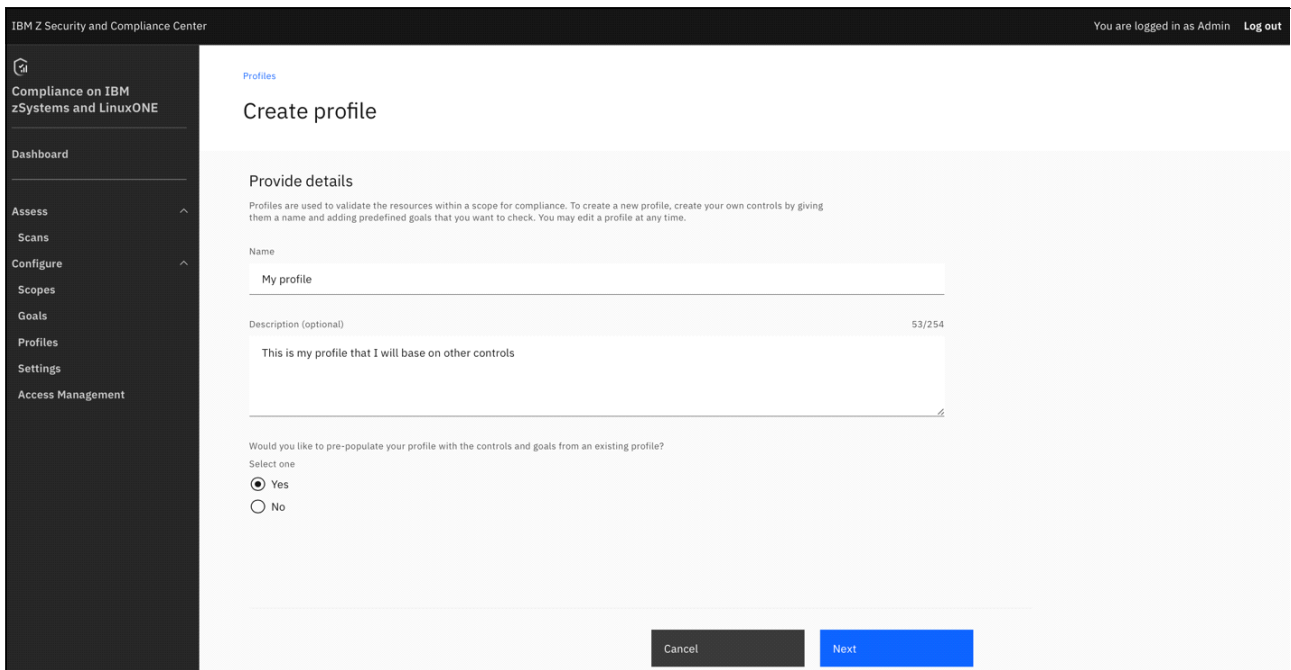 IBM Z Security and Compliance Center
You are logged in as Admin Log out
Compliance on IBM
zSystems and LinuxONE
Dashboard
Assess
Scans
Configure
Scopes
Goals
Profiles
Settings
Access Management
Profiles
Create profile
Provide details
Profiles are used to validate the resources within a scope for compliance. To create a new profile, create your own controls by giving
them a name and adding predefined goals that you want to check. You may edit a profile at any time.
Name
My profile
Description (optional) 53/254
This is my profile that I will base on other controls
Would you like to pre-populate your profile with the controls and goals from an existing profile?
Select one
Yes
No
Cancel Next